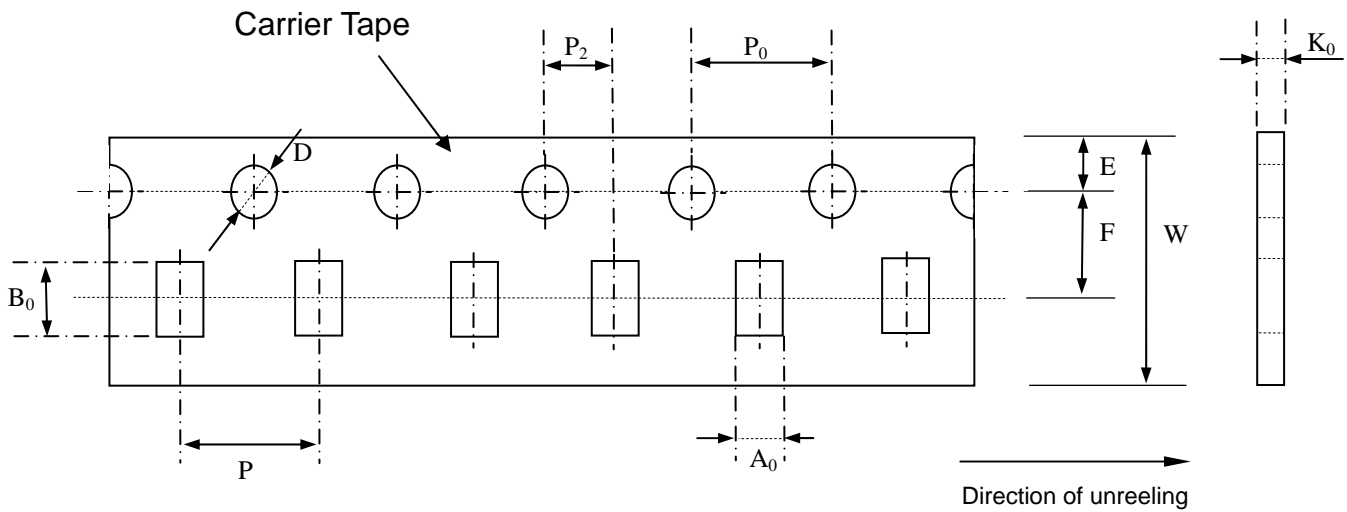 Carrier Tape
P₂
P₀
K₀
D
E
F
W
B₀
P
A₀
Direction of unreeling